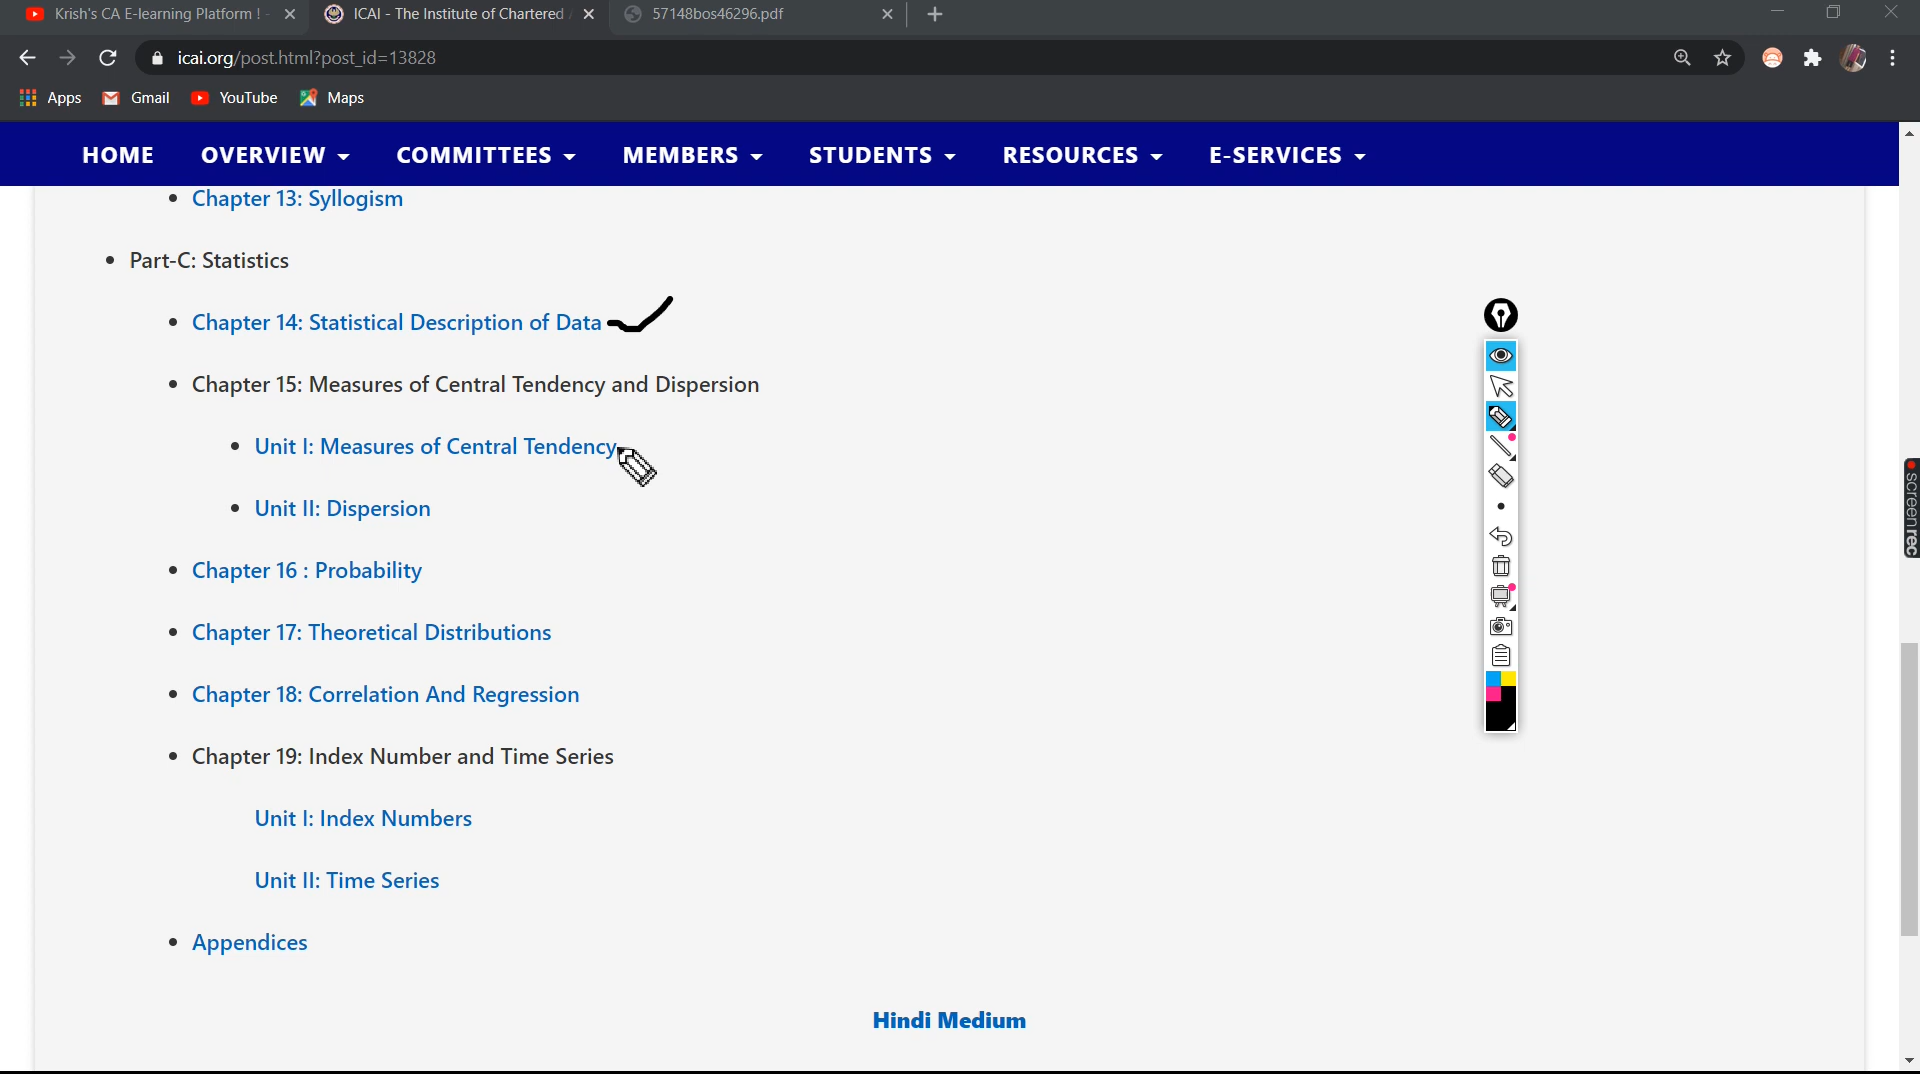 Krish's CA E-learning Platform ! -
ICAI - The Institute of Chartered
57148bos46296.pdf
icai.org/post.html?post_id=13828
Apps
Gmail
YouTube
Maps
HOME
OVERVIEW
COMMITTEES
MEMBERS
STUDENTS
RESOURCES
E-SERVICES
Chapter 13: Syllogism
Part-C: Statistics
Chapter 14: Statistical Description of Data
Chapter 15: Measures of Central Tendency and Dispersion
Unit I: Measures of Central Tendency
Unit II: Dispersion
Chapter 16 : Probability
Chapter 17: Theoretical Distributions
Chapter 18: Correlation And Regression
Chapter 19: Index Number and Time Series
Unit I: Index Numbers
Unit II: Time Series
Appendices
Hindi Medium
screenrec